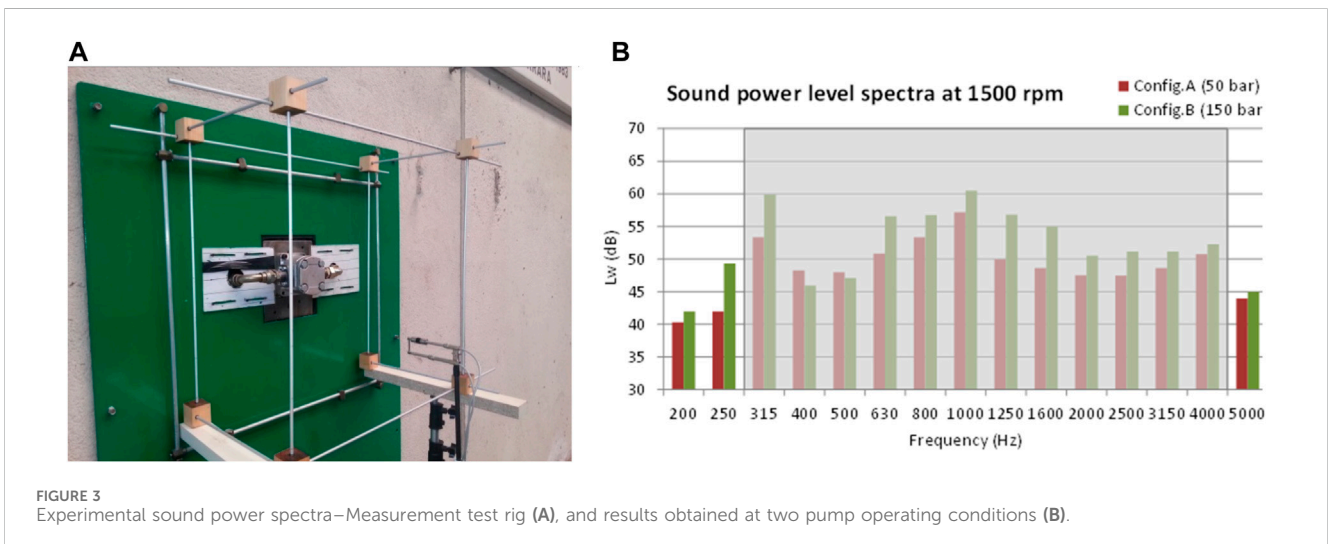 A
B
Sound power level spectra at 1500 rpm
Config.A (50 bar)
Config.B (150 bar
Lw (dB)
70
65
60
55
50
45
40
35
30
200 250 315 400 500 630 800 1000 1250 1600 2000 2500 3150 4000 5000
Frequency (Hz)
FIGURE 3
Experimental sound power spectra–Measurement test rig (A), and results obtained at two pump operating conditions (B).